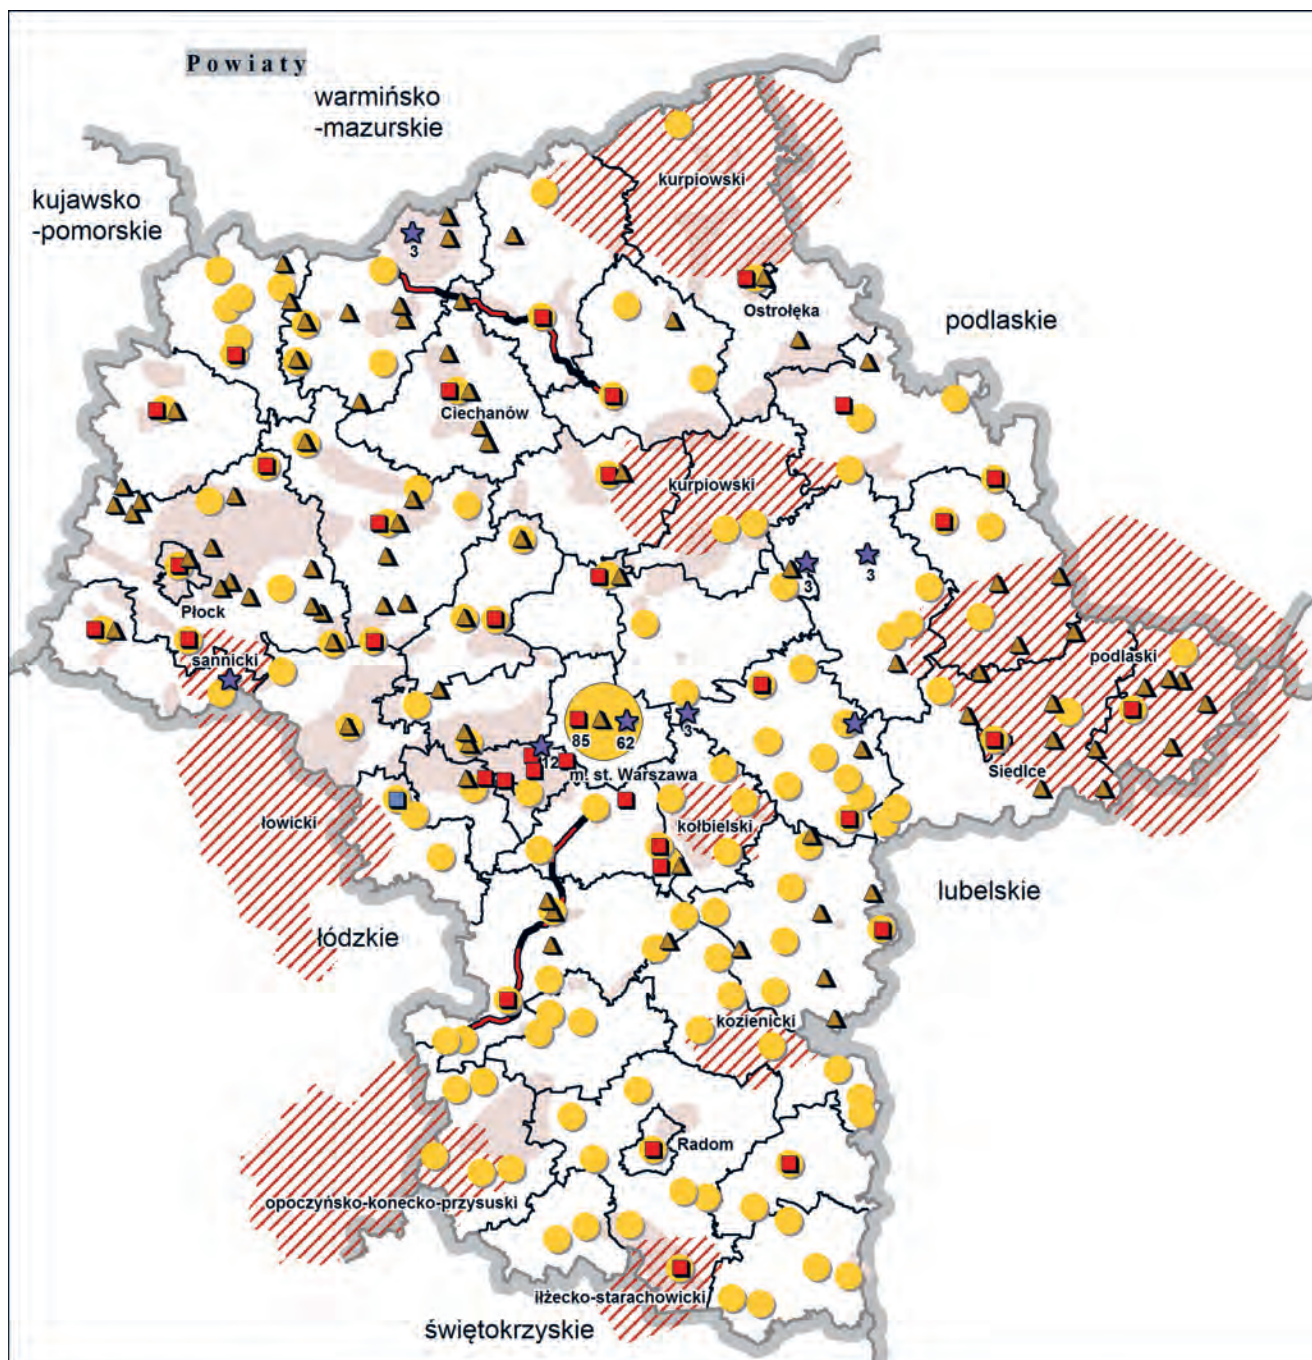 Powiaty
warmińsko
-mazurskie
kujawsko
-pomorskie
kurpiowski
3
Ostrołęka
podlaskie
Ciechanów
kurpiowski
3
3
Płock
sannicki
podlaski
85
62
3
12
m. st. Warszawa
Siedlce
łowicki
kołbielski
lubelskie
łódzkie
kozienicki
Radom
opoczyńsko-konecko-przysuski
iłżecko-starachowicki
świętokrzyskie